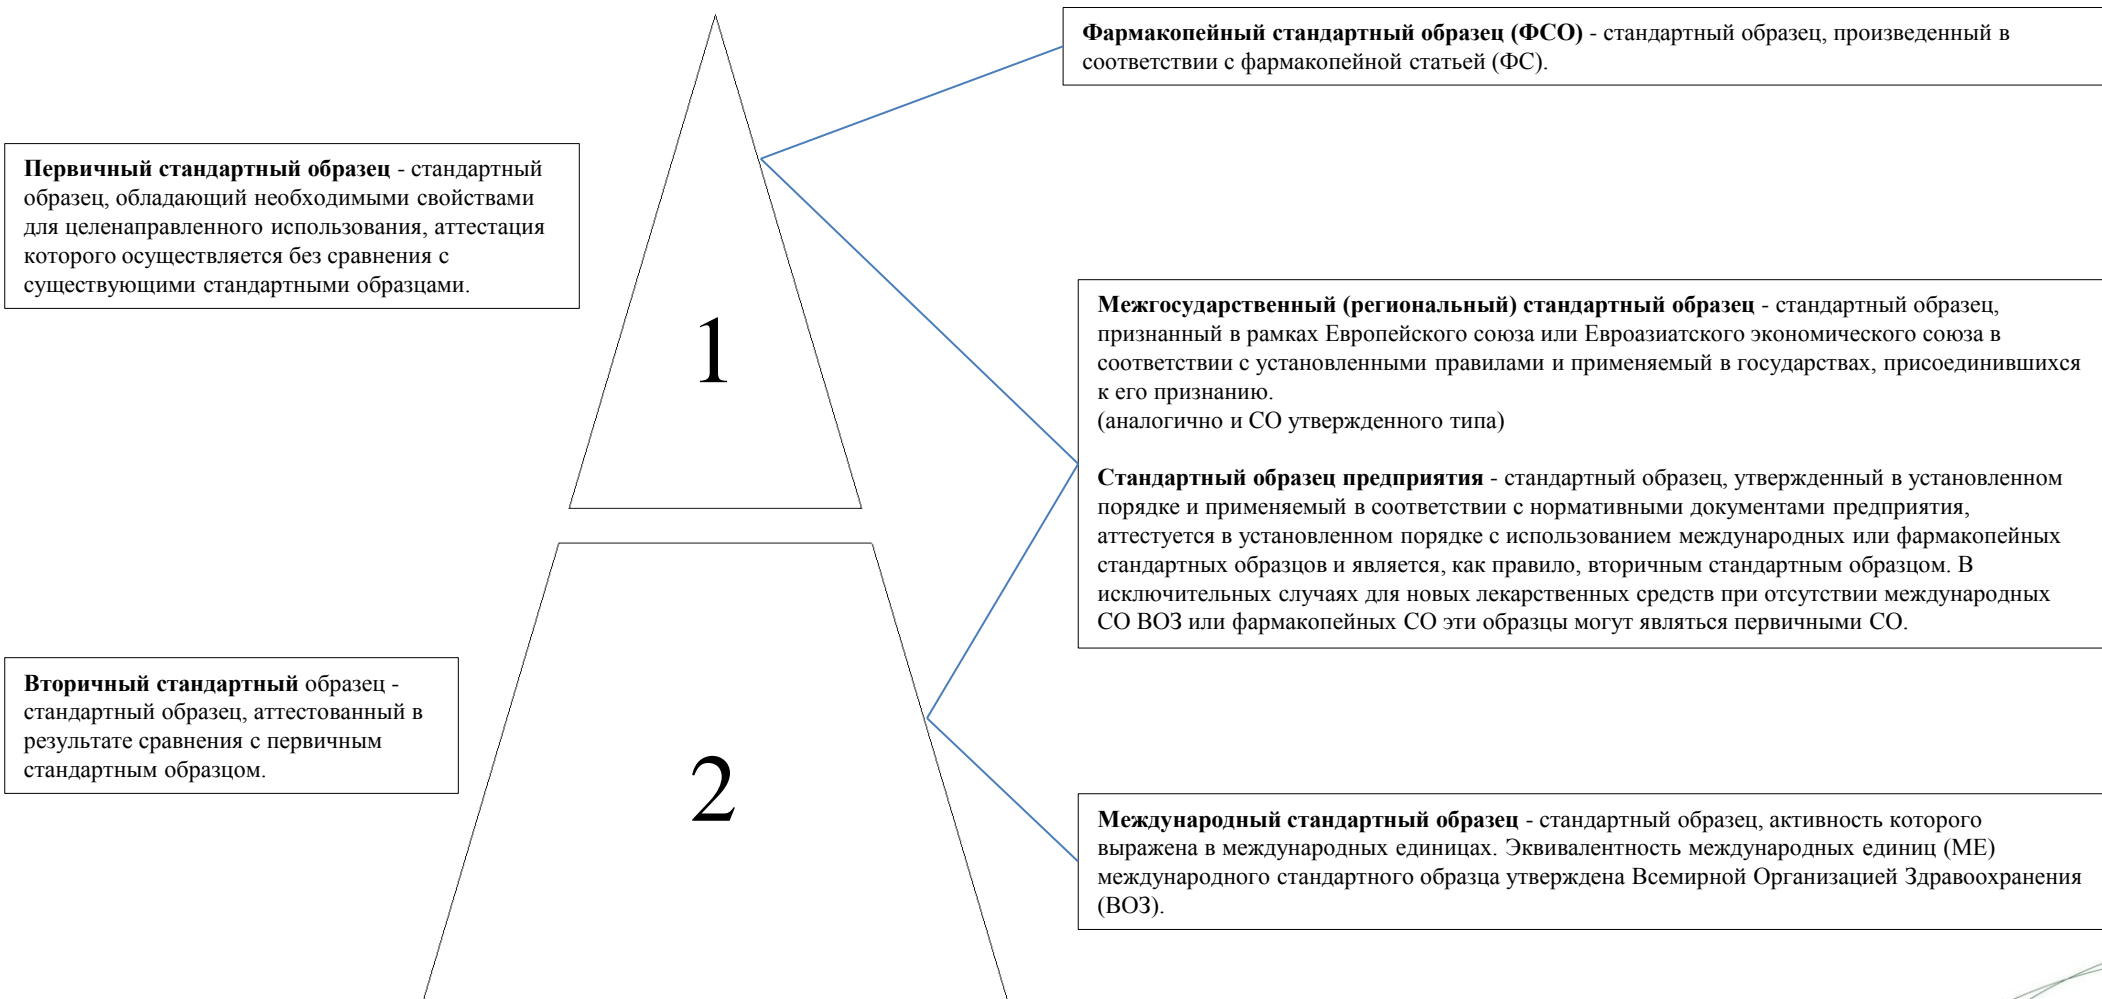 Фармакопейный стандартный образец (ФСО) - стандартный образец, произведенный в
соответствии с фармакопейной статьей (ФС).
Первичный стандартный образец - стандартный
образец, обладающий необходимыми свойствами
для целенаправленного использования, аттестация
которого осуществляется без сравнения с
существующими стандартными образцами.
1
Межгосударственный (региональный) стандартный образец - стандартный образец,
признанный в рамках Европейского союза или Евроазиатского экономического союза в
соответствии с установленными правилами и применяемый в государствах, присоединившихся
к его признанию.
(аналогично и СО утвержденного типа)
Стандартный образец предприятия - стандартный образец, утвержденный в установленном
порядке и применяемый в соответствии с нормативными документами предприятия,
аттестуется в установленном порядке с использованием международных или фармакопейных
стандартных образцов и является, как правило, вторичным стандартным образцом. В
исключительных случаях для новых лекарственных средств при отсутствии международных
СО ВОЗ или фармакопейных СО эти образцы могут являться первичными СО.
Вторичный стандартный образец -
стандартный образец, аттестованный в
результате сравнения с первичным
стандартным образцом.
2
Международный стандартный образец - стандартный образец, активность которого
выражена в международных единицах. Эквивалентность международных единиц (МЕ)
международного стандартного образца утверждена Всемирной Организацией Здравоохранения
(ВОЗ).